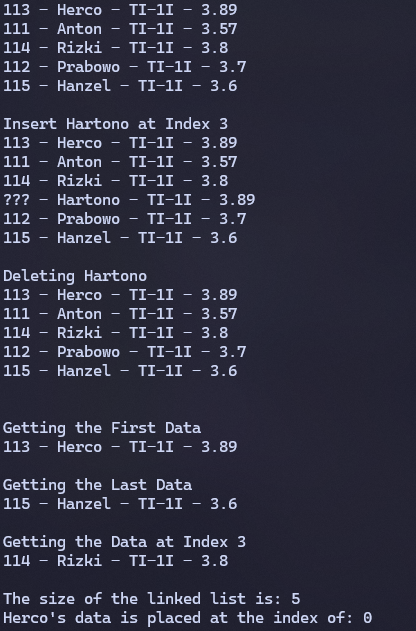 113 – Herco – TI-1I – 3.89
111 – Anton – TI-1I – 3.57
114 – Rizki – TI-1I – 3.8
112 – Prabowo – TI-1I – 3.7
115 – Hanzel – TI-1I – 3.6
Insert Hartono at Index 3
113 – Herco – TI-1I – 3.89
111 – Anton – TI-1I – 3.57
114 – Rizki – TI-1I – 3.8
??? – Hartono – TI-1I – 3.89
112 – Prabowo – TI-1I – 3.7
115 – Hanzel – TI-1I – 3.6
Deleting Hartono
113 – Herco – TI-1I – 3.89
111 – Anton – TI-1I – 3.57
114 – Rizki – TI-1I – 3.8
112 – Prabowo – TI-1I – 3.7
115 – Hanzel – TI-1I – 3.6
Getting the First Data
113 – Herco – TI-1I – 3.89
Getting the Last Data
115 – Hanzel – TI-1I – 3.6
Getting the Data at Index 3
114 – Rizki – TI-1I – 3.8
The size of the linked list is: 5
Herco's data is placed at the index of: 0